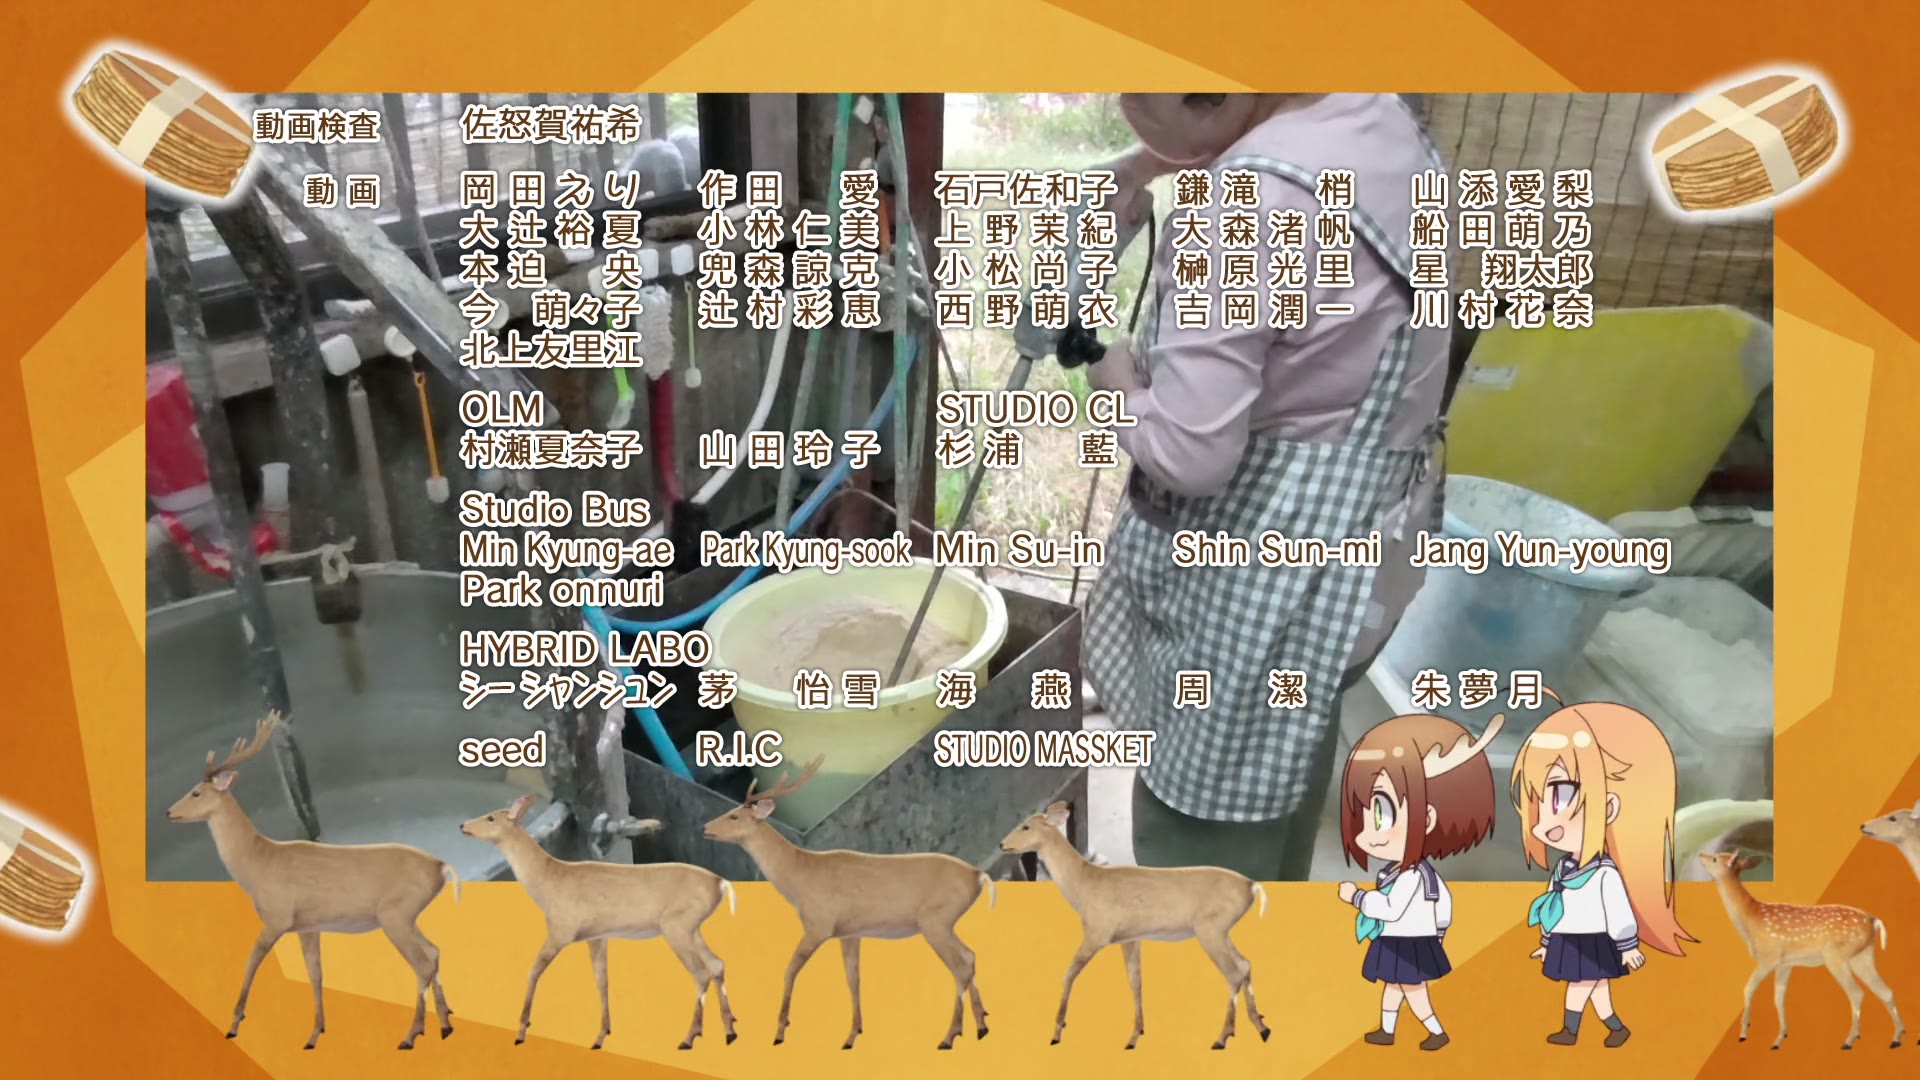 動画検査 佐怒賀祐希
動画 岡田えり 作田 愛 石戸佐和子 鎌滝 梢 山添愛梨
大辻裕夏 小林仁美 上野茉紀 大森渚帆 船田萌乃
本迫 央 兜森諒克 小松尚子 榊原光里 星 翔太郎
今 萌々子 辻村彩恵 西野萌衣 吉岡潤一 川村花奈
北上友里江
OLM STUDIO CL
村瀬夏奈子 山田玲子 杉浦 藍
Studio Bus
Min Kyung-ae Park Kyung-sook Min Su-in Shin Sun-mi Jang Yun-young
Park onnuri
HYBRID LABO
シーシャンシュン 茅 怡雪 海 燕 周 潔 朱夢月
seed R.I.C STUDIO MASSKET